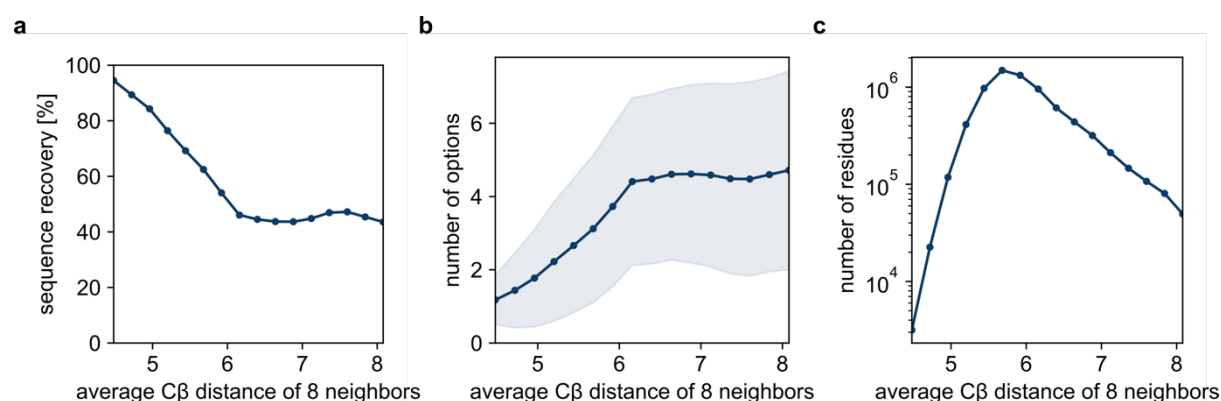 a
b
c
100
80
60
40
20
0
sequence recovery [%]
5 6 7 8
average Cβ distance of 8 neighbors
6
4
2
0
number of options
5 6 7 8
average Cβ distance of 8 neighbors
10⁶
10⁵
10⁴
number of residues
5 6 7 8
average Cβ distance of 8 neighbors